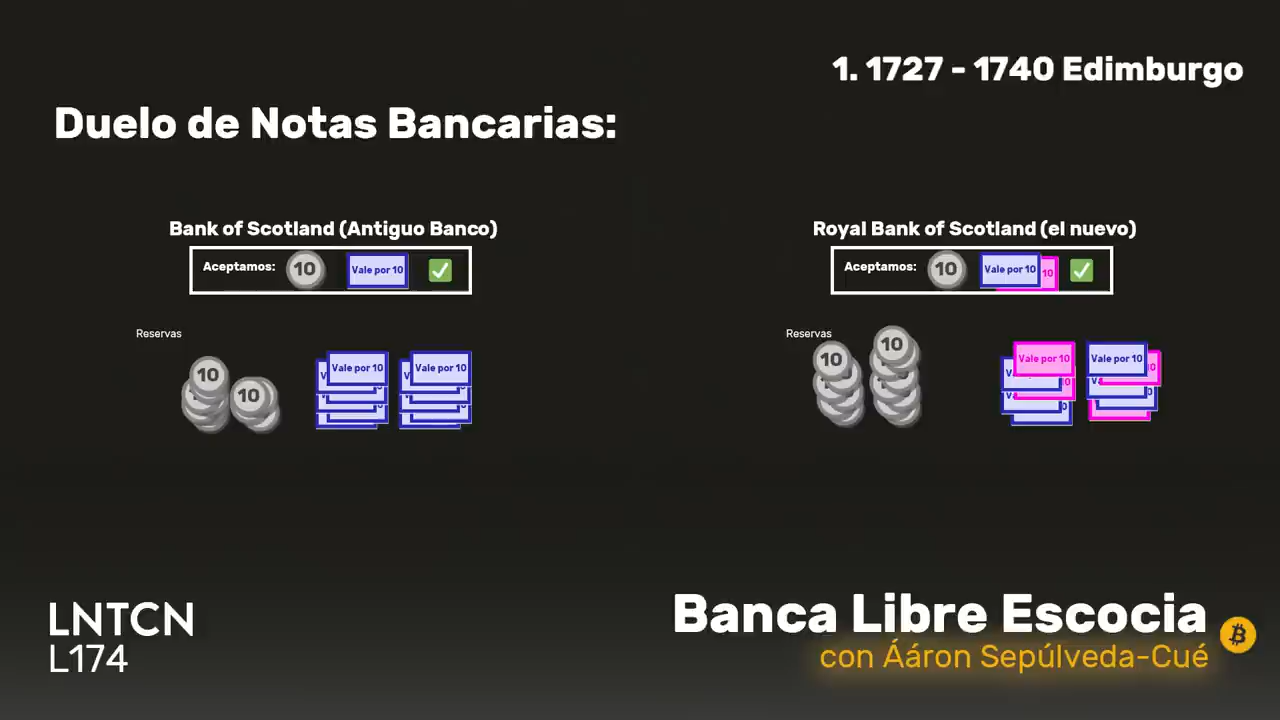 1. 1727 - 1740 Edimburgo
Duelo de Notas Bancarias:
Bank of Scotland (Antiguo Banco)
Aceptamos: 10 Vale por 10
Reservas
10 10 Vale por 10 Vale por 10
Royal Bank of Scotland (el nuevo)
Aceptamos: 10 Vale por 10 10
Reservas
10 10 Vale por 10 Vale por 10
LNTCN
L174
Banca Libre Escocia
con Ááron Sepúlveda-Cué